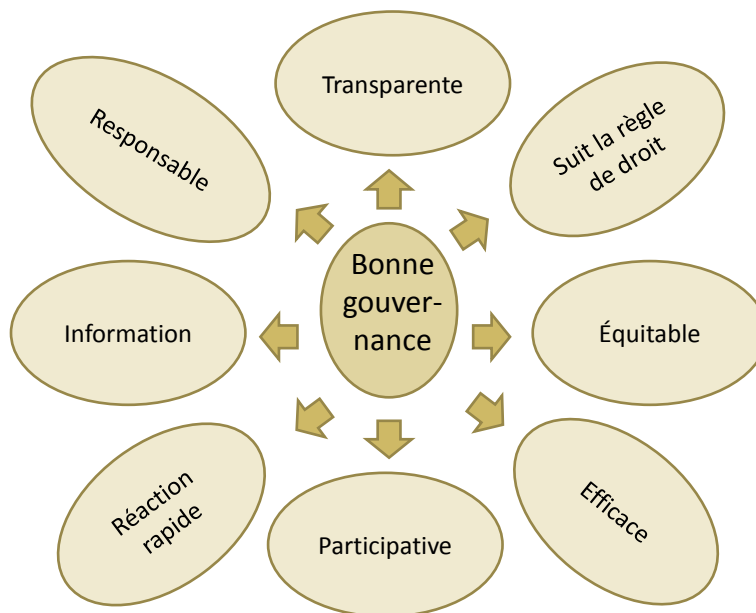 Transparente
Responsable
Suit la règle
de droit
Bonne
gouver-
nance
Information
Équitable
Réaction
rapide
Efficace
Participative